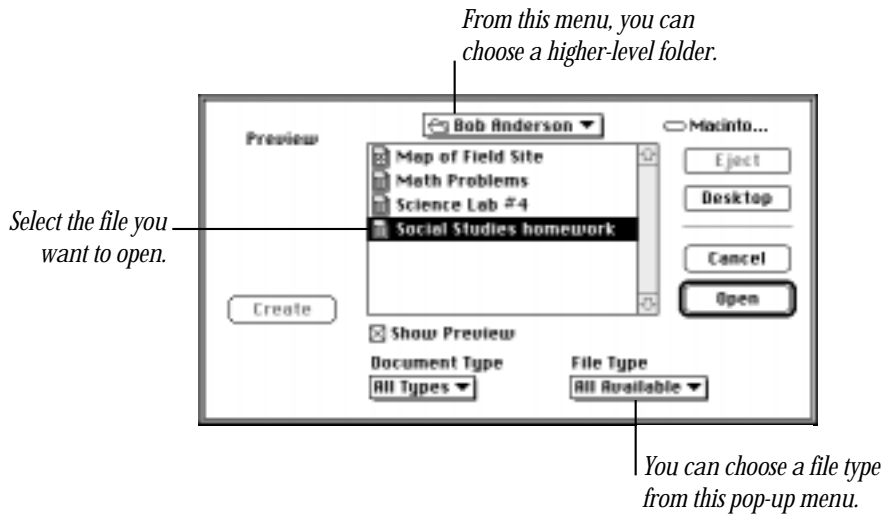 From this menu, you can
choose a higher-level folder.
Bob Anderson
Macinto...
Preview
Map of Field Site
Math Problems
Science Lab #4
Social Studies homework
Eject
Desktop
Select the file you
want to open.
Cancel
Open
Create
Show Preview
Document Type
File Type
All Types
All Available
You can choose a file type
from this pop-up menu.